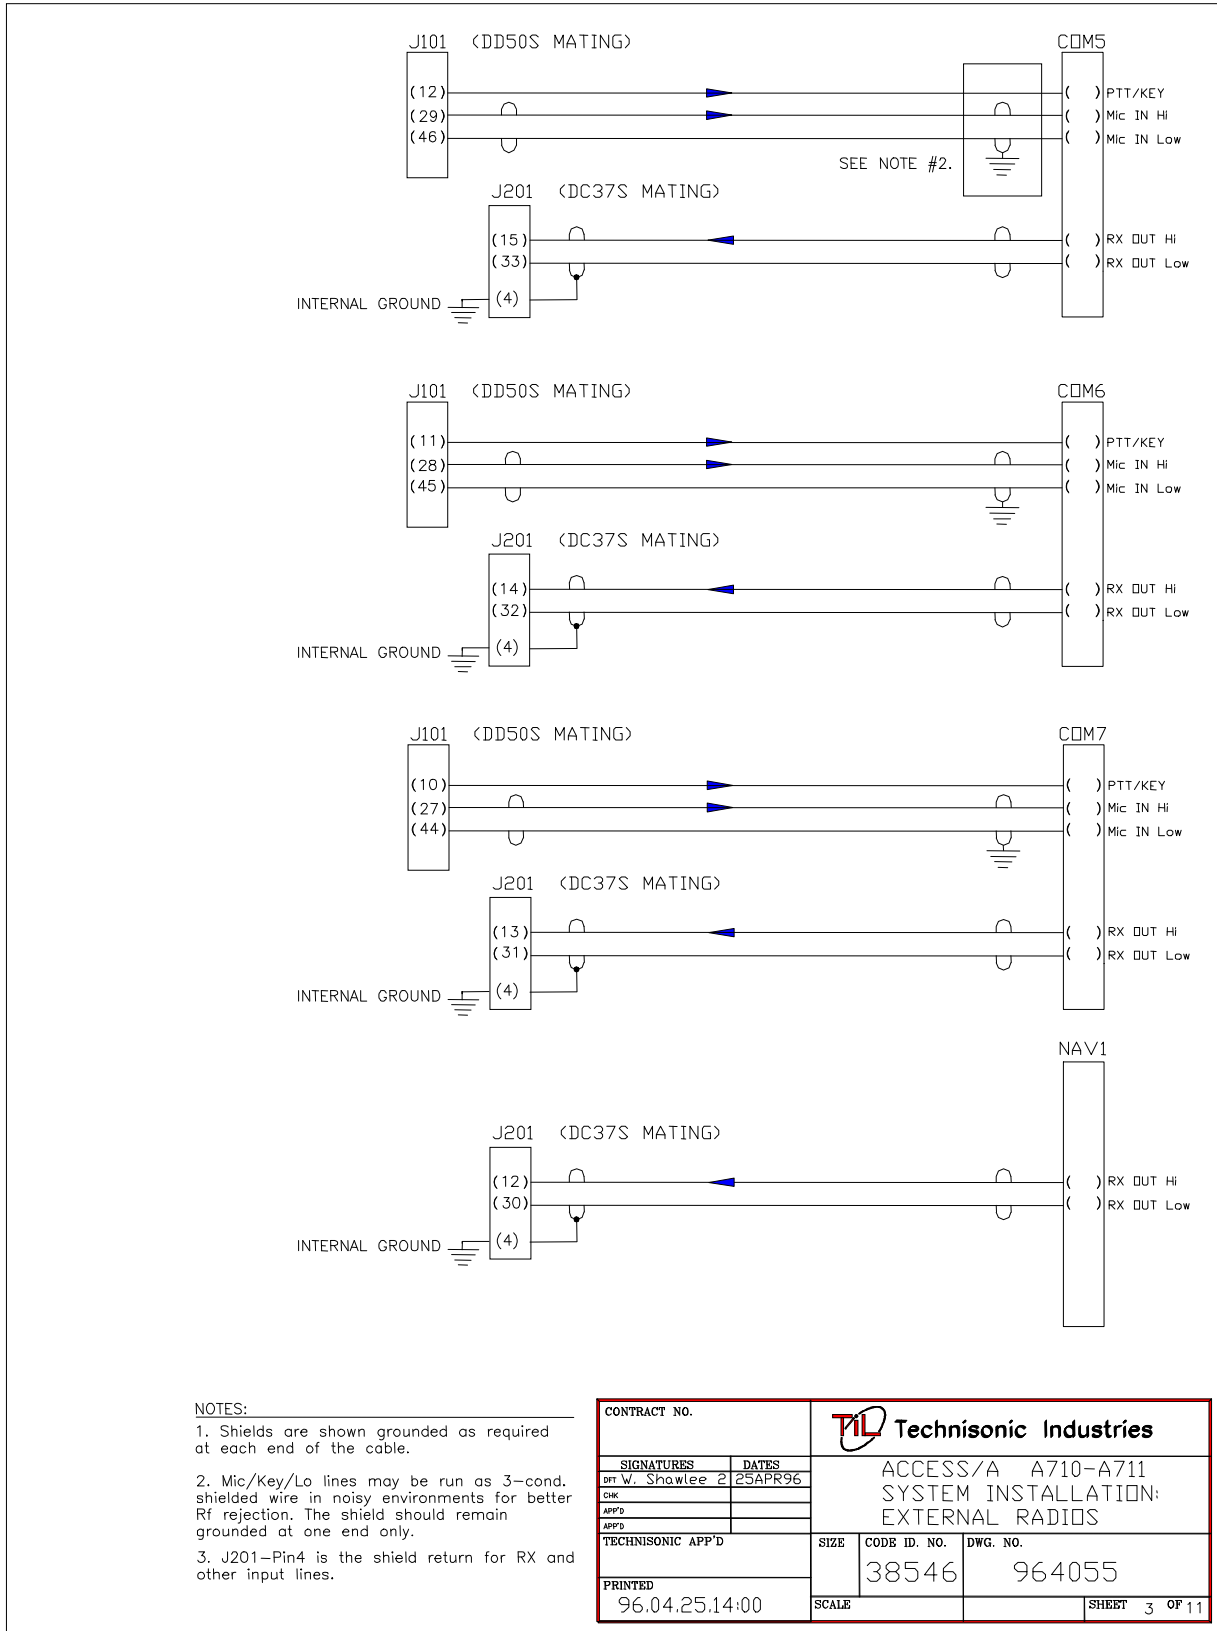 J101 (DD50S MATING) COM5
(12) ( ) PTT/KEY
(29) ( ) Mic IN Hi
(46) ( ) Mic IN Low
SEE NOTE #2.
J201 (DC37S MATING)
(15) ( ) RX OUT Hi
(33) ( ) RX OUT Low
INTERNAL GROUND (4)
J101 (DD50S MATING) COM6
(11) ( ) PTT/KEY
(28) ( ) Mic IN Hi
(45) ( ) Mic IN Low
J201 (DC37S MATING)
(14) ( ) RX OUT Hi
(32) ( ) RX OUT Low
INTERNAL GROUND (4)
J101 (DD50S MATING) COM7
(10) ( ) PTT/KEY
(27) ( ) Mic IN Hi
(44) ( ) Mic IN Low
J201 (DC37S MATING)
(13) ( ) RX OUT Hi
(31) ( ) RX OUT Low
INTERNAL GROUND (4)
NAV1
J201 (DC37S MATING)
(12) ( ) RX OUT Hi
(30) ( ) RX OUT Low
INTERNAL GROUND (4)
NOTES:
1. Shields are shown grounded as required
at each end of the cable.
2. Mic/Key/Lo lines may be run as 3-cond.
shielded wire in noisy environments for better
Rf rejection. The shield should remain
grounded at one end only.
3. J201-Pin4 is the shield return for RX and
other input lines.
CONTRACT NO.
TiL Technisonic Industries
SIGNATURES DATES
DFT W. Shawlee 2 25APR96
CHK
APP'D
APP'D
TECHNISONIC APP'D
PRINTED
96.04.25.14:00
ACCESS/A A710-A711
SYSTEM INSTALLATION:
EXTERNAL RADIOS
SIZE CODE ID. NO. DWG. NO.
38546 964055
SCALE SHEET 3 OF 11